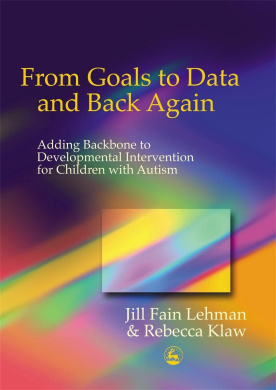 From Goals to Data
and Back Again
Adding Backbone to
Developmental Intervention
for Children with Autism
Jill Fain Lehman
& Rebecca Klaw